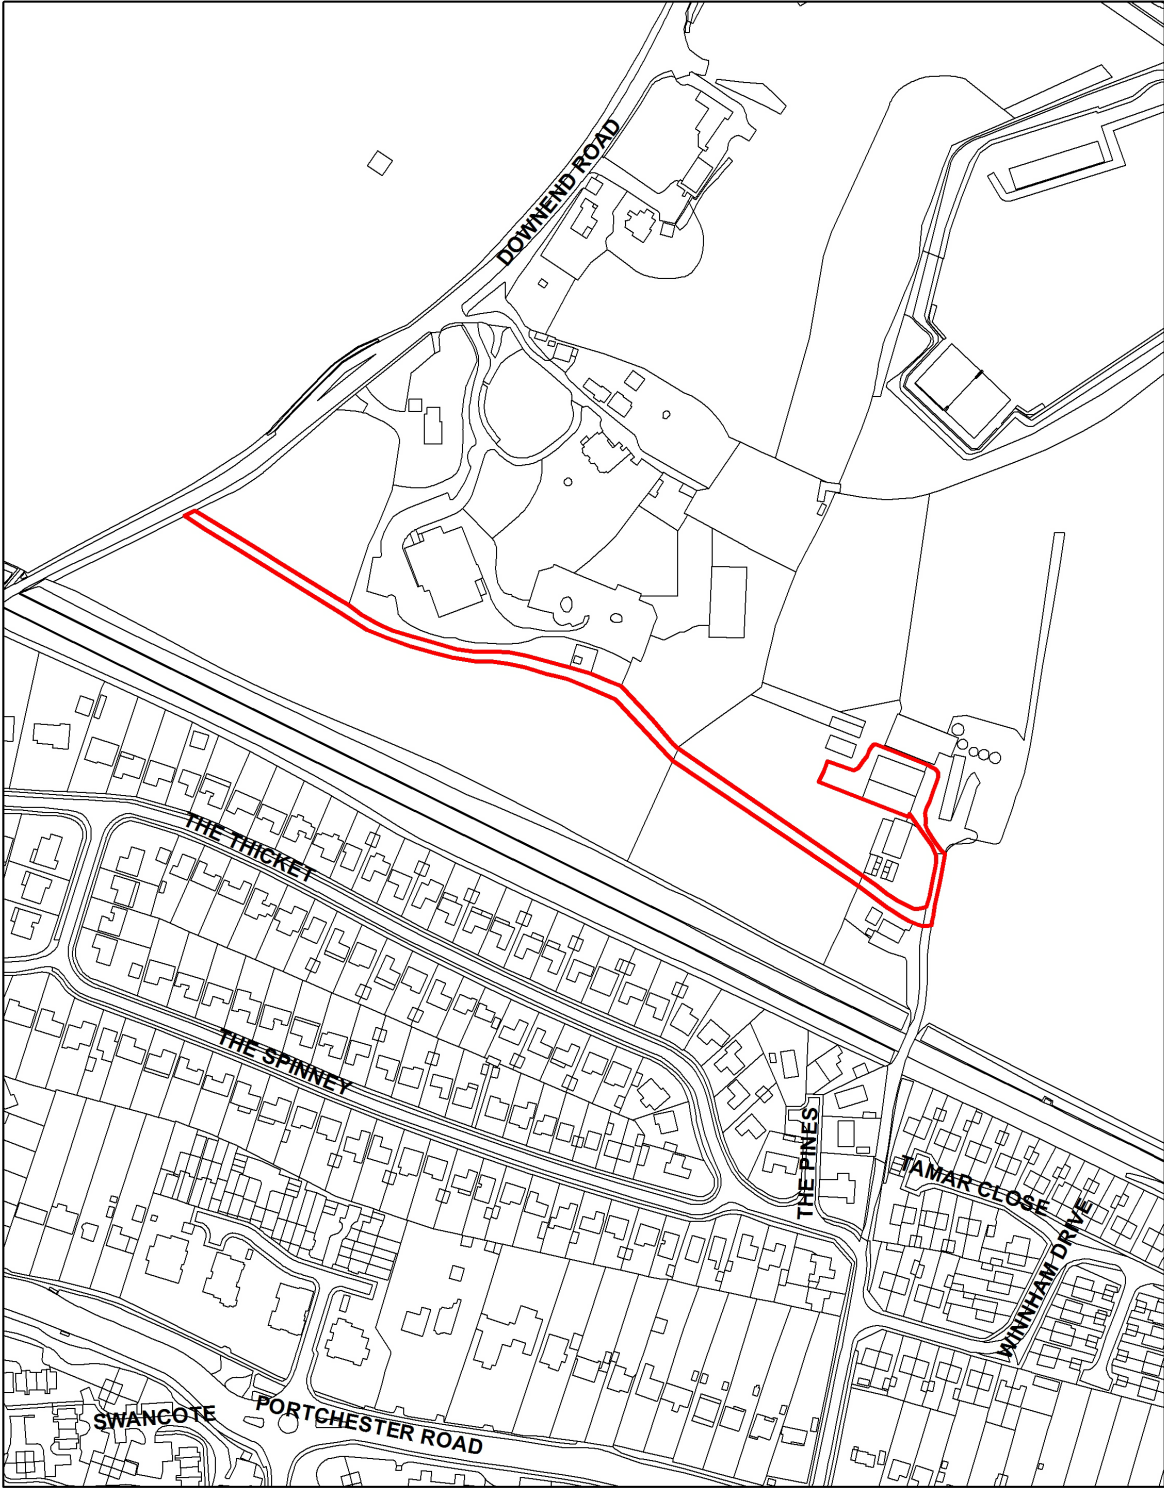 DOWNEND ROAD
THE THICKET
THE SPINNEY
THE PINES
TAMAR CLOSE
WINNHAM DRIVE
SWANCOTE
PORTCHESTER ROAD